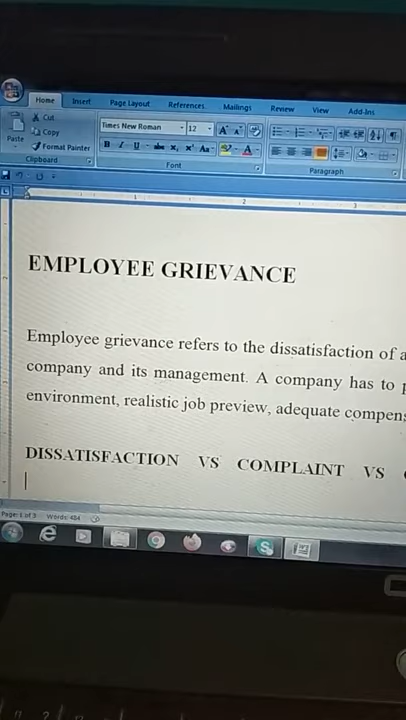 Home Insert Page Layout References Mailings Review View Add-Ins
Cut
Copy
Paste
Format Painter
Times New Roman 12
Clipboard Font Paragraph
EMPLOYEE GRIEVANCE
Employee grievance refers to the dissatisfaction of a
company and its management. A company has to p
environment, realistic job preview, adequate compens
DISSATISFACTION VS COMPLAINT VS
Page: 1 of 3 Words: 484